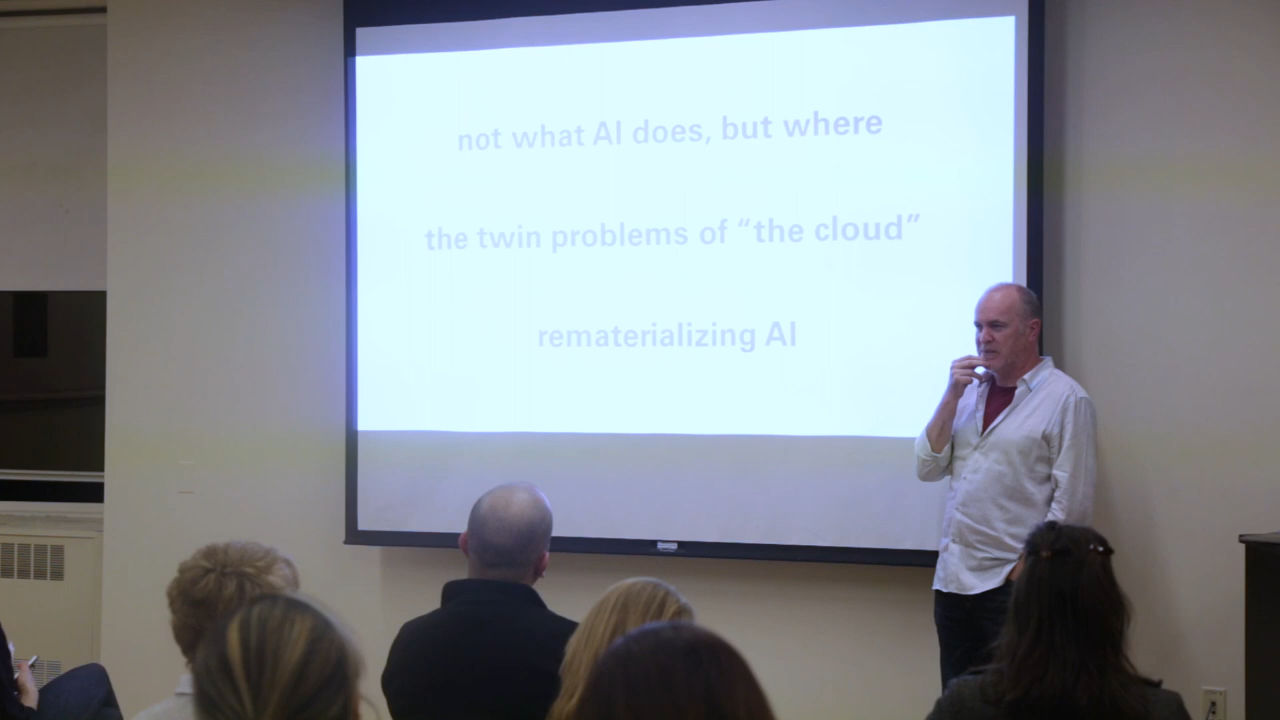 not what AI does, but where
the twin problems of “the cloud”
rematerializing AI